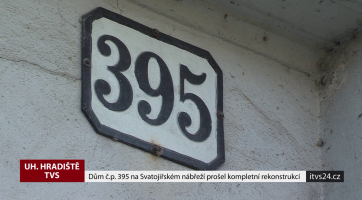 395
UH. HRADIŠTĚ
TVS
Dům č.p. 395 na Svatojiřském nábřeží prošel kompletní rekonstrukcí
itvs24.cz